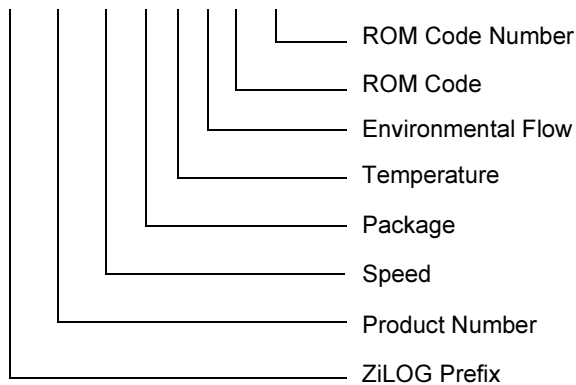 ROM Code Number
ROM Code
Environmental Flow
Temperature
Package
Speed
Product Number
ZiLOG Prefix